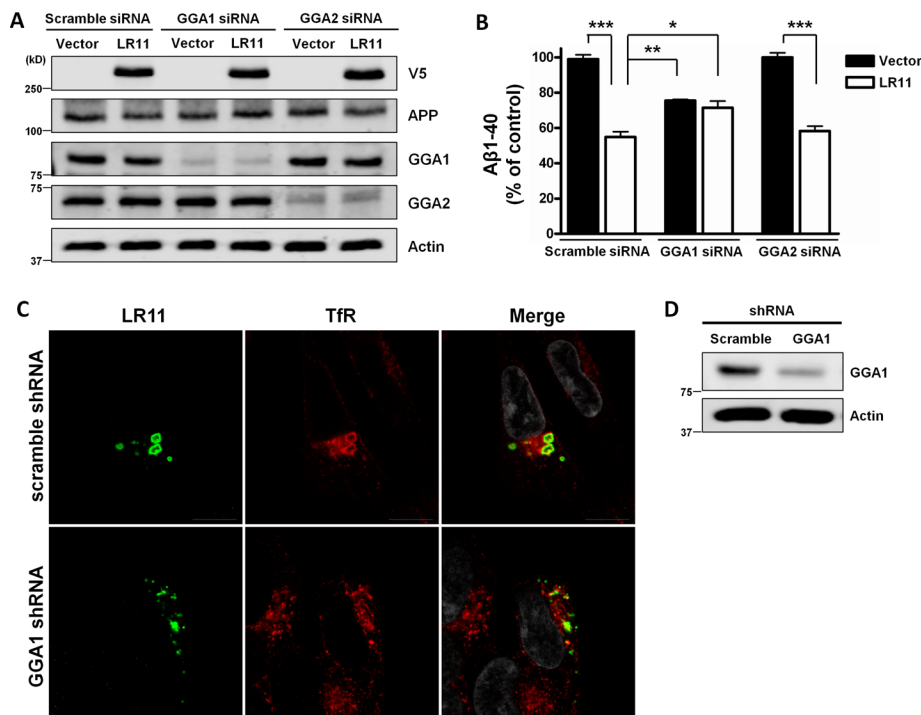 A
Scramble siRNA GGA1 siRNA GGA2 siRNA
Vector LR11 Vector LR11 Vector LR11
(kD)
V5
250
APP
100
GGA1
75
75
GGA2
Actin
37
B
Aβ1-40
(% of control)
100
80
60
40
20
0
*** ** * ***
Vector
LR11
Scramble siRNA GGA1 siRNA GGA2 siRNA
C
LR11 TfR Merge
scramble shRNA
GGA1 shRNA
D
shRNA
Scramble GGA1
GGA1
75
Actin
37